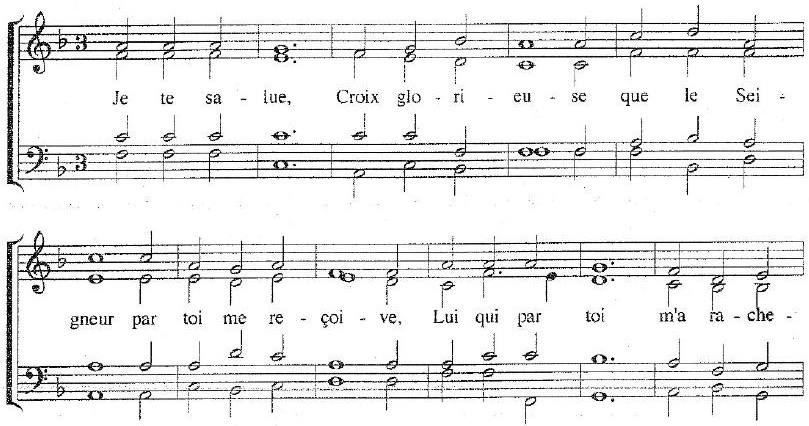 Je te sa - lue, Croix glo - ri - eu - se que le Sei -
gneur par toi me re - çoi - ve, Lui qui par toi m'a ra - che -